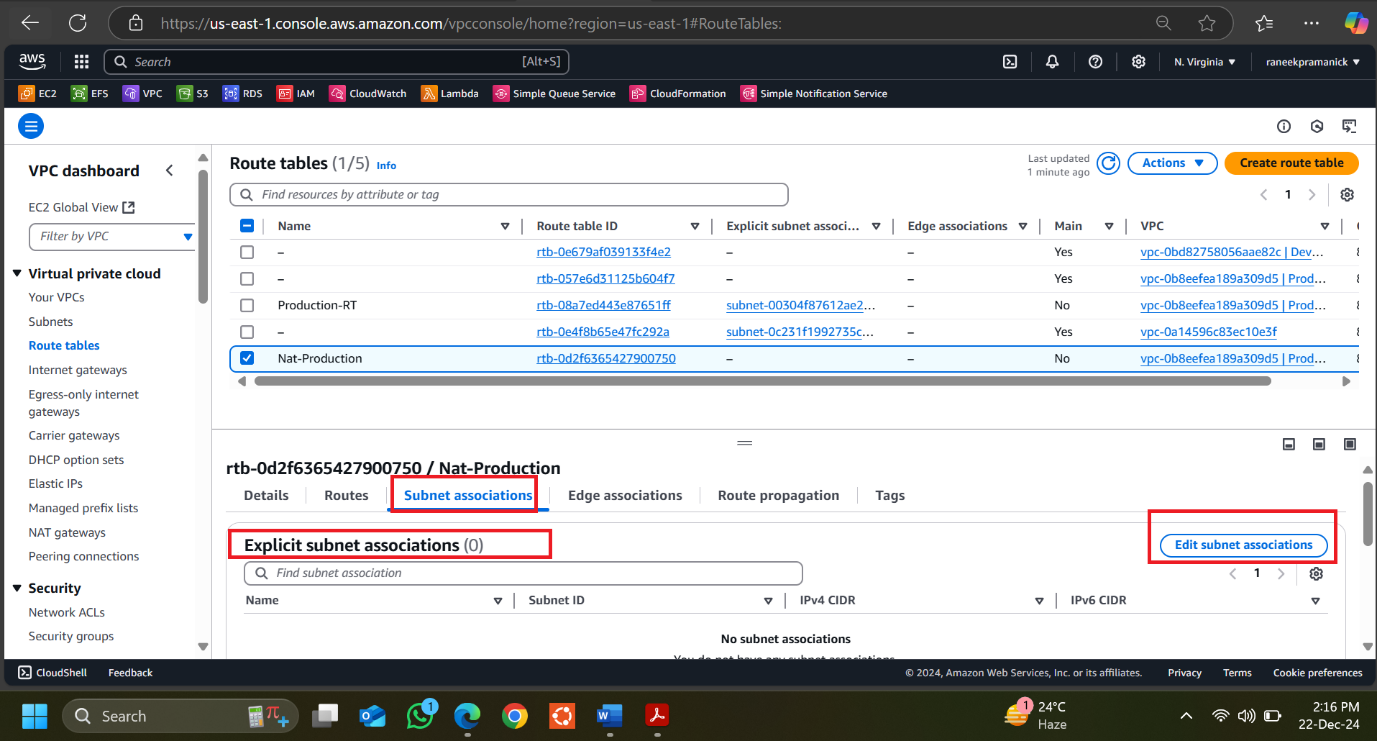 https://us-east-1.console.aws.amazon.com/vpcconsole/home?region=us-east-1#RouteTables:
aws Search [Alt+S] N. Virginia raneekpramanick
EC2 EFS VPC S3 RDS IAM CloudWatch Lambda Simple Queue Service CloudFormation Simple Notification Service
VPC dashboard
EC2 Global View
Filter by VPC
Virtual private cloud
Your VPCs
Subnets
Route tables
Internet gateways
Egress-only internet
gateways
Carrier gateways
DHCP option sets
Elastic IPs
Managed prefix lists
NAT gateways
Peering connections
Security
Network ACLs
Security groups
Route tables (1/5) Info
Last updated
1 minute ago
Actions
Create route table
Find resources by attribute or tag
1
Name Route table ID Explicit subnet associ... Edge associations Main VPC
– rtb-0e679af039133f4e2 – – Yes vpc-0bd82758056aae82c | Dev...
– rtb-057e6d31125b604f7 – – Yes vpc-0b8eefea189a309d5 | Prod...
Production-RT rtb-08a7ed443e87651ff subnet-00304f87612ae2... – No vpc-0b8eefea189a309d5 | Prod...
– rtb-0e4f8b65e47fc292a subnet-0c231f1992735c... – Yes vpc-0a14596c83ec10e3f
Nat-Production rtb-0d2f6365427900750 – – No vpc-0b8eefea189a309d5 | Prod...
rtb-0d2f6365427900750 / Nat-Production
Details Routes Subnet associations Edge associations Route propagation Tags
Explicit subnet associations (0)
Edit subnet associations
Find subnet association
1
Name Subnet ID IPv4 CIDR IPv6 CIDR
No subnet associations
You do not have any subnet associations
CloudShell Feedback © 2024, Amazon Web Services, Inc. or its affiliates. Privacy Terms Cookie preferences
Search
1
1
24°C
Haze
2:16 PM
22-Dec-24